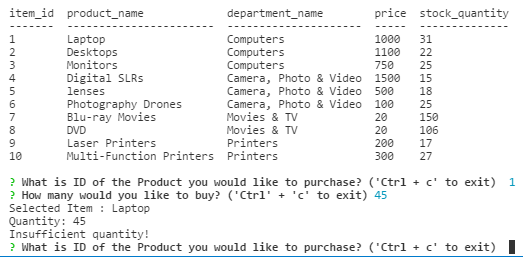 item_id  product_name              department_name         price  stock_quantity
-------  ------------------------  ----------------------  -----  --------------
1        Laptop                    Computers               1000   31
2        Desktops                  Computers               1100   22
3        Monitors                  Computers               750    25
4        Digital SLRs              Camera, Photo & Video   1500   15
5        lenses                    Camera, Photo & Video   500    18
6        Photography Drones        Camera, Photo & Video   100    25
7        Blu-ray Movies            Movies & TV             20     150
8        DVD                       Movies & TV             20     106
9        Laser Printers            Printers                200    17
10       Multi-Function Printers   Printers                300    27
? What is ID of the Product you would like to purchase? ('Ctrl + c' to exit)  1
? How many would you like to buy? ('Ctrl' + 'c' to exit) 45
Selected Item : Laptop
Quantity: 45
Insufficient quantity!
? What is ID of the Product you would like to purchase? ('Ctrl + c' to exit)